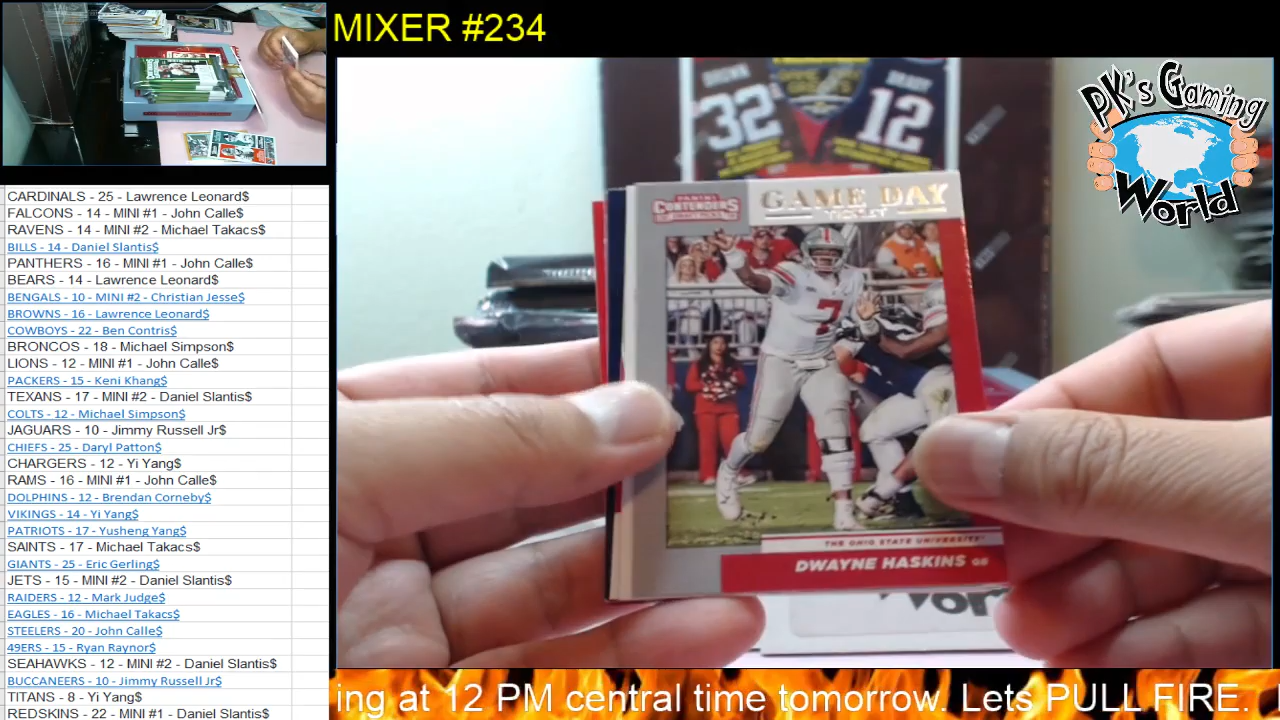 MIXER #234
CARDINALS - 25 - Lawrence Leonard$
FALCONS - 14 - MINI #1 - John Calle$
RAVENS - 14 - MINI #2 - Michael Takacs$
BILLS - 14 - Daniel Slantis$
PANTHERS - 16 - MINI #1 - John Calle$
BEARS - 14 - Lawrence Leonard$
BENGALS - 10 - MINI #2 - Christian Jesse$
BROWNS - 16 - Lawrence Leonard$
COWBOYS - 22 - Ben Contris$
BRONCOS - 18 - Michael Simpson$
LIONS - 12 - MINI #1 - John Calle$
PACKERS - 15 - Keni Khang$
TEXANS - 17 - MINI #2 - Daniel Slantis$
COLTS - 12 - Michael Simpson$
JAGUARS - 10 - Jimmy Russell Jr$
CHIEFS - 25 - Daryl Patton$
CHARGERS - 12 - Yi Yang$
RAMS - 16 - MINI #1 - John Calle$
DOLPHINS - 12 - Brendan Corneby$
VIKINGS - 14 - Yi Yang$
PATRIOTS - 17 - Yusheng Yang$
SAINTS - 17 - Michael Takacs$
GIANTS - 25 - Eric Gerling$
JETS - 15 - MINI #2 - Daniel Slantis$
RAIDERS - 12 - Mark Judge$
EAGLES - 16 - Michael Takacs$
STEELERS - 20 - John Calle$
49ERS - 15 - Ryan Raynor$
SEAHAWKS - 12 - MINI #2 - Daniel Slantis$
BUCCANEERS - 10 - Jimmy Russell Jr$
TITANS - 8 - Yi Yang$
REDSKINS - 22 - MINI #1 - Daniel Slantis$
BROWN
32
BRADY
12
PK's Gaming
World
PANINI
CONTENDERS
DRAFT PICKS
GAME DAY
TICKET
7
THE OHIO STATE UNIVERSITY
DWAYNE HASKINS QB
World
ing at 12 PM central time tomorrow. Lets PULL FIRE.